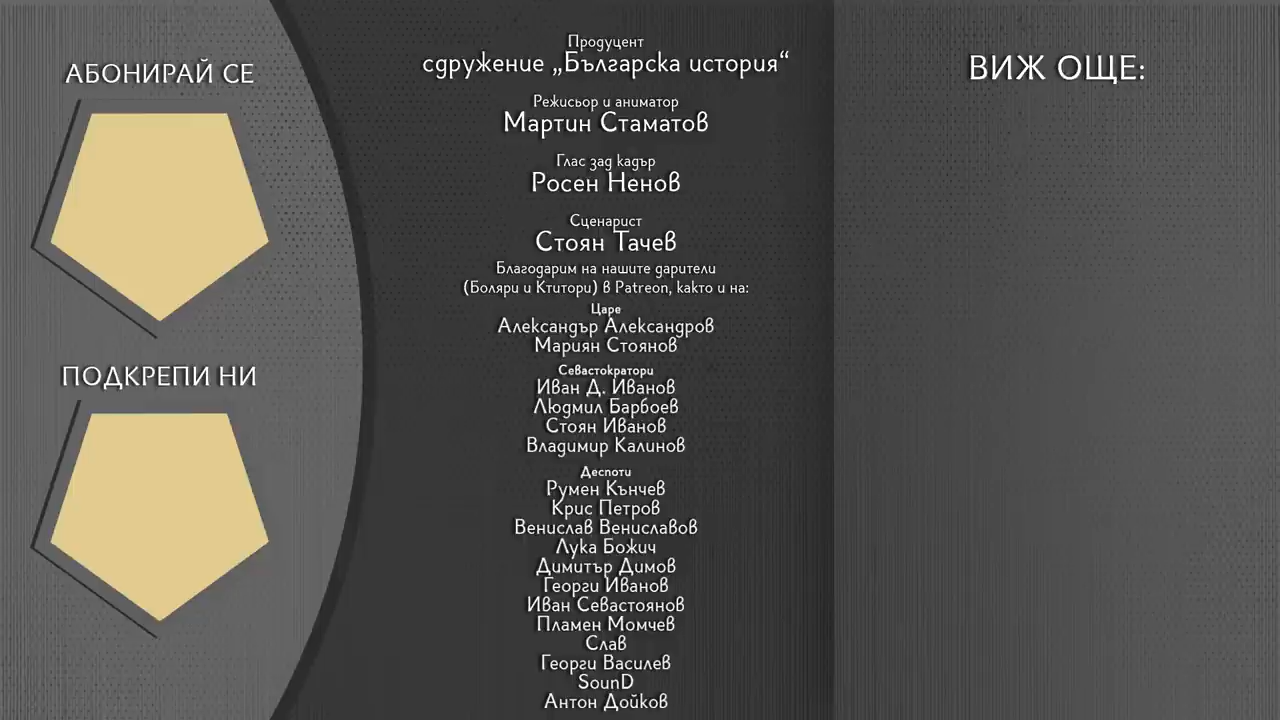 АБОНИРАЙ СЕ
ПОДКРЕПИ НИ
Продуцент
сдружение „Българска история“
Режисьор и аниматор
Мартин Стаматов
Глас зад кадър
Росен Ненов
Сценарист
Стоян Тачев
Благодарим на нашите дарители
(Боляри и Ктитори) в Patreon, както и на:
Царе
Александър Александров
Мариян Стоянов
Севастократори
Иван Д. Иванов
Людмил Барбоев
Стоян Иванов
Владимир Калинов
Деспоти
Румен Кънчев
Крис Петров
Венислав Вениславов
Лука Божич
Димитър Димов
Георги Иванов
Иван Севастоянов
Пламен Момчев
Слав
Георги Василев
SounD
Антон Дойков
ВИЖ ОЩЕ: